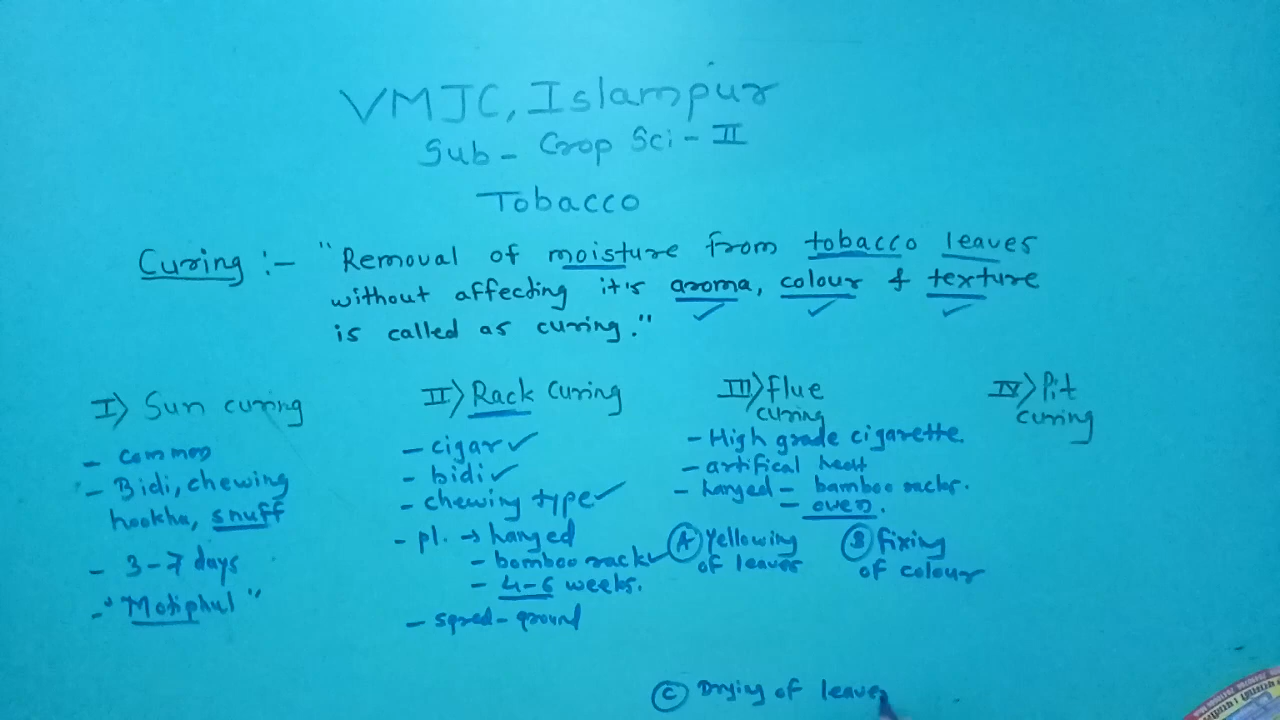 VMJC, Islampur
Sub - Crop Sci - II
Tobacco
Curing :- "Removal of moisture from tobacco leaves
without affecting it's aroma, colour & texture
is called as curing."
I> Sun curing
- common
- Bidi, chewing
hookha, snuff
- 3-7 days
- "Motiphul"
II> Rack curing
- cigar ✓
- bidi ✓
- chewing type ✓
- pl. → hanged
- bomboo rack ✓
- 4-6 weeks.
- spred - ground
III> flue
curing
- High grade cigarette.
- artifical heat
- hanged - bamboo racks.
- oven.
(A) Yellowing
of leaves
(B) fixing
of colour
(C) Drying of leaves
IV> Pit
curing